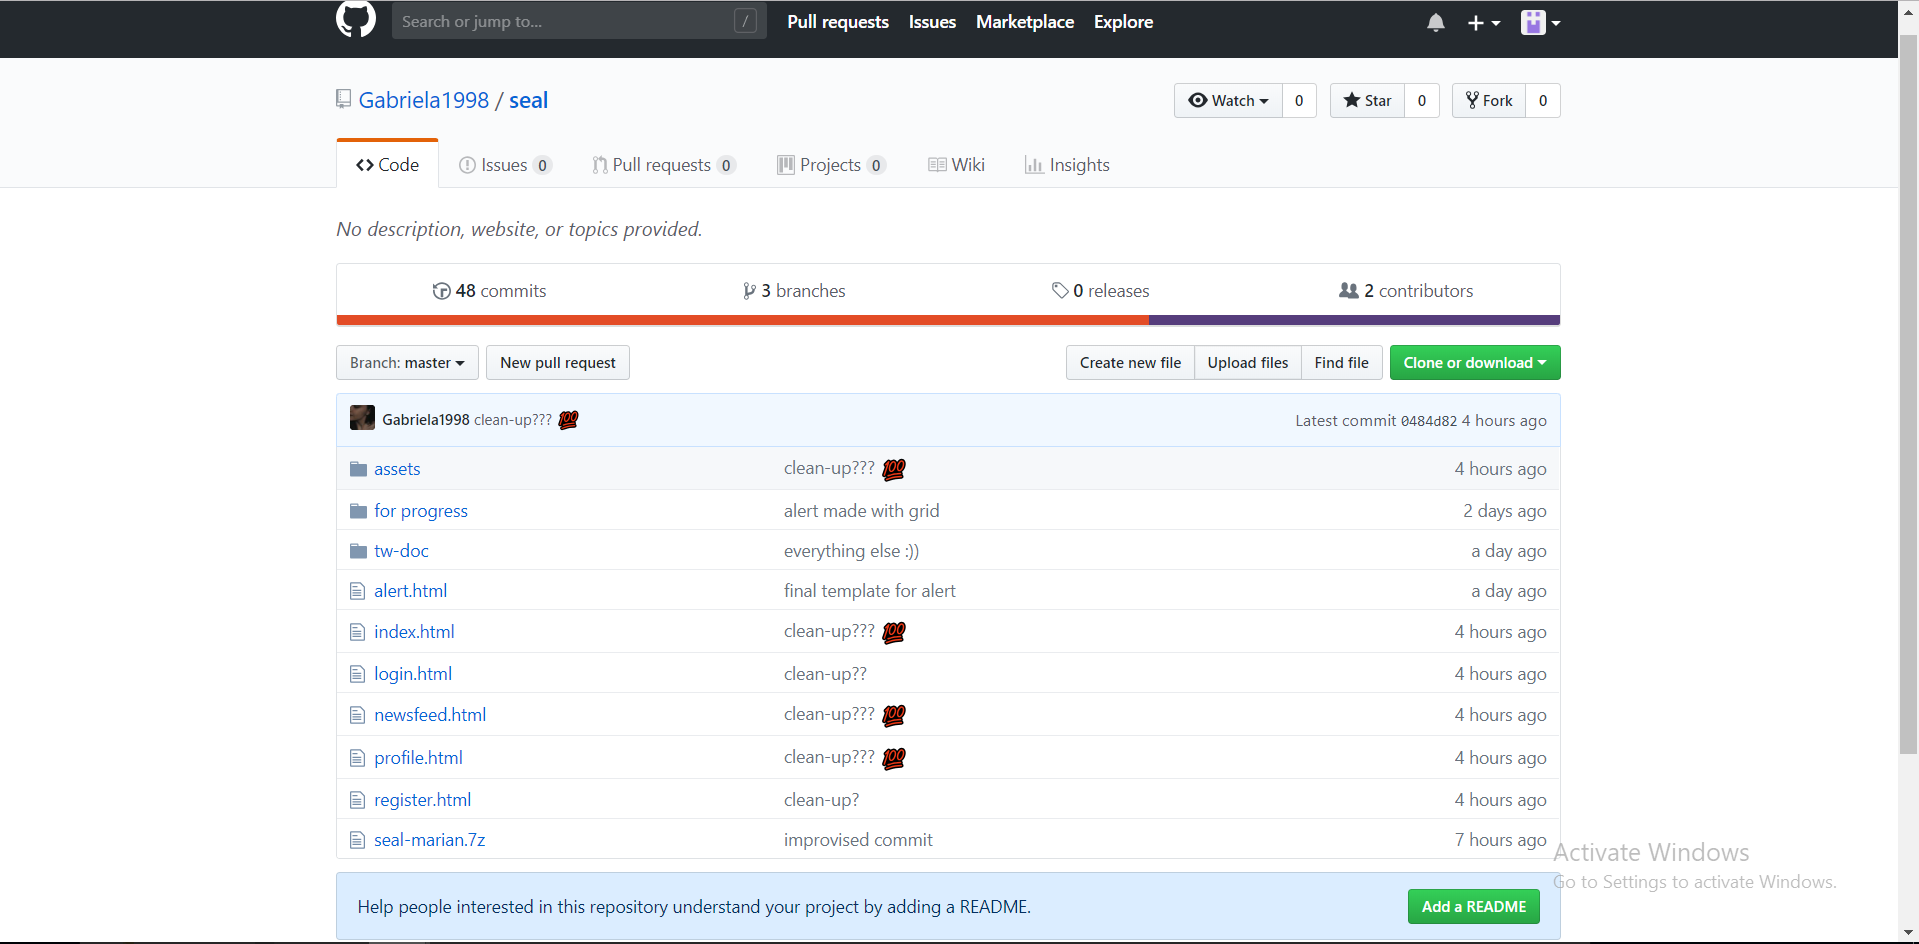 Search or jump to... / Pull requests Issues Marketplace Explore
Gabriela1998 / seal Watch 0 Star 0 Fork 0
Code Issues 0 Pull requests 0 Projects 0 Wiki Insights
No description, website, or topics provided.
48 commits 3 branches 0 releases 2 contributors
Branch: master New pull request Create new file Upload files Find file Clone or download
Gabriela1998 clean-up??? 💯 Latest commit 0484d82 4 hours ago
assets clean-up??? 💯 4 hours ago
for progress alert made with grid 2 days ago
tw-doc everything else :)) a day ago
alert.html final template for alert a day ago
index.html clean-up??? 💯 4 hours ago
login.html clean-up?? 4 hours ago
newsfeed.html clean-up??? 💯 4 hours ago
profile.html clean-up??? 💯 4 hours ago
register.html clean-up? 4 hours ago
seal-marian.7z improvised commit 7 hours ago
Activate Windows
Go to Settings to activate Windows.
Help people interested in this repository understand your project by adding a README. Add a README